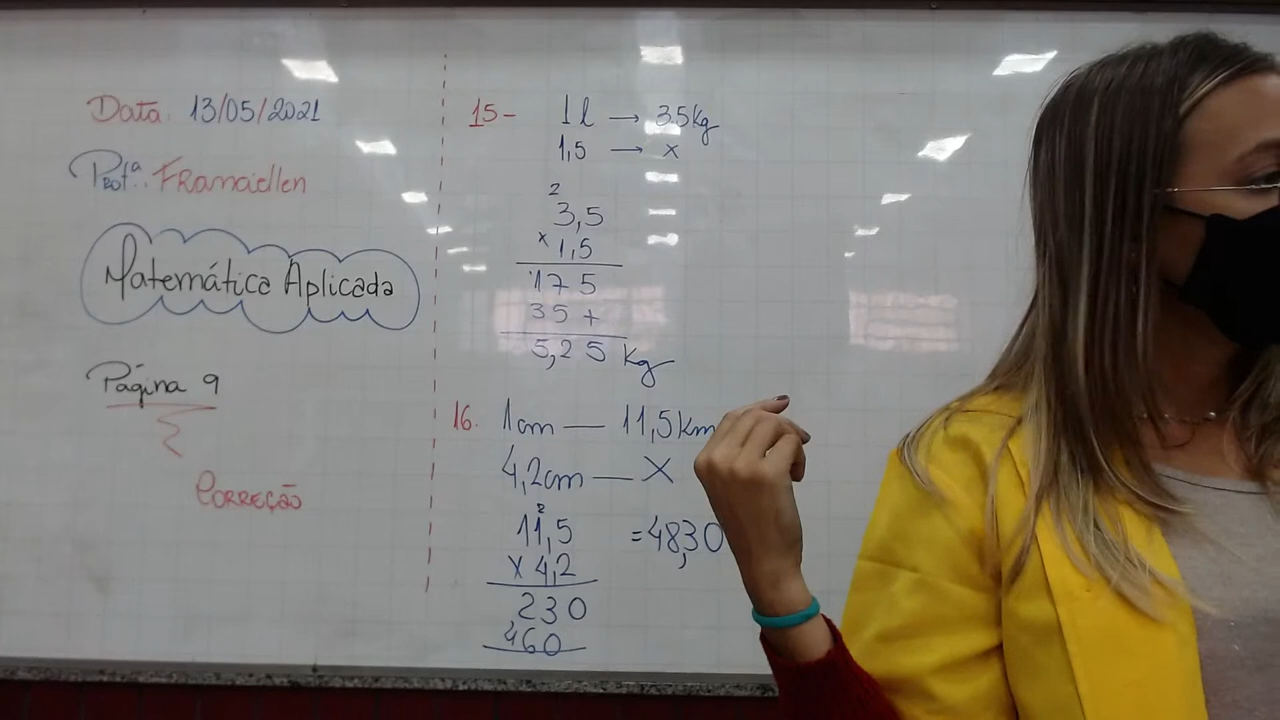 Data: 13/05/2021
Profª.: Franciellen
Matemática Aplicada
Página 9
Correção
15- 1 l → 3.5Kg
1,5 → x
2
3,5
x 1,5
175
35 +
5,25 Kg
16. 1cm — 11,5Km
4,2cm — X
2
11,5 = 48,30
x 4,2
230
460